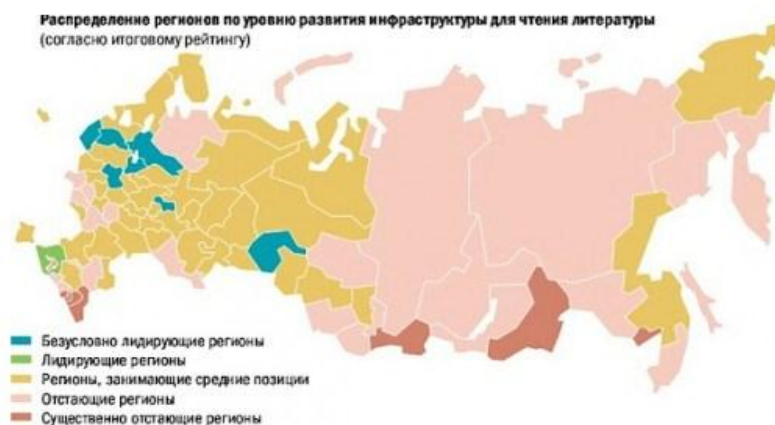 Распределение регионов по уровню развития инфраструктуры для чтения литературы
(согласно итоговому рейтингу)
Безусловно лидирующие регионы
Лидирующие регионы
Регионы, занимающие средние позиции
Отстающие регионы
Существенно отстающие регионы